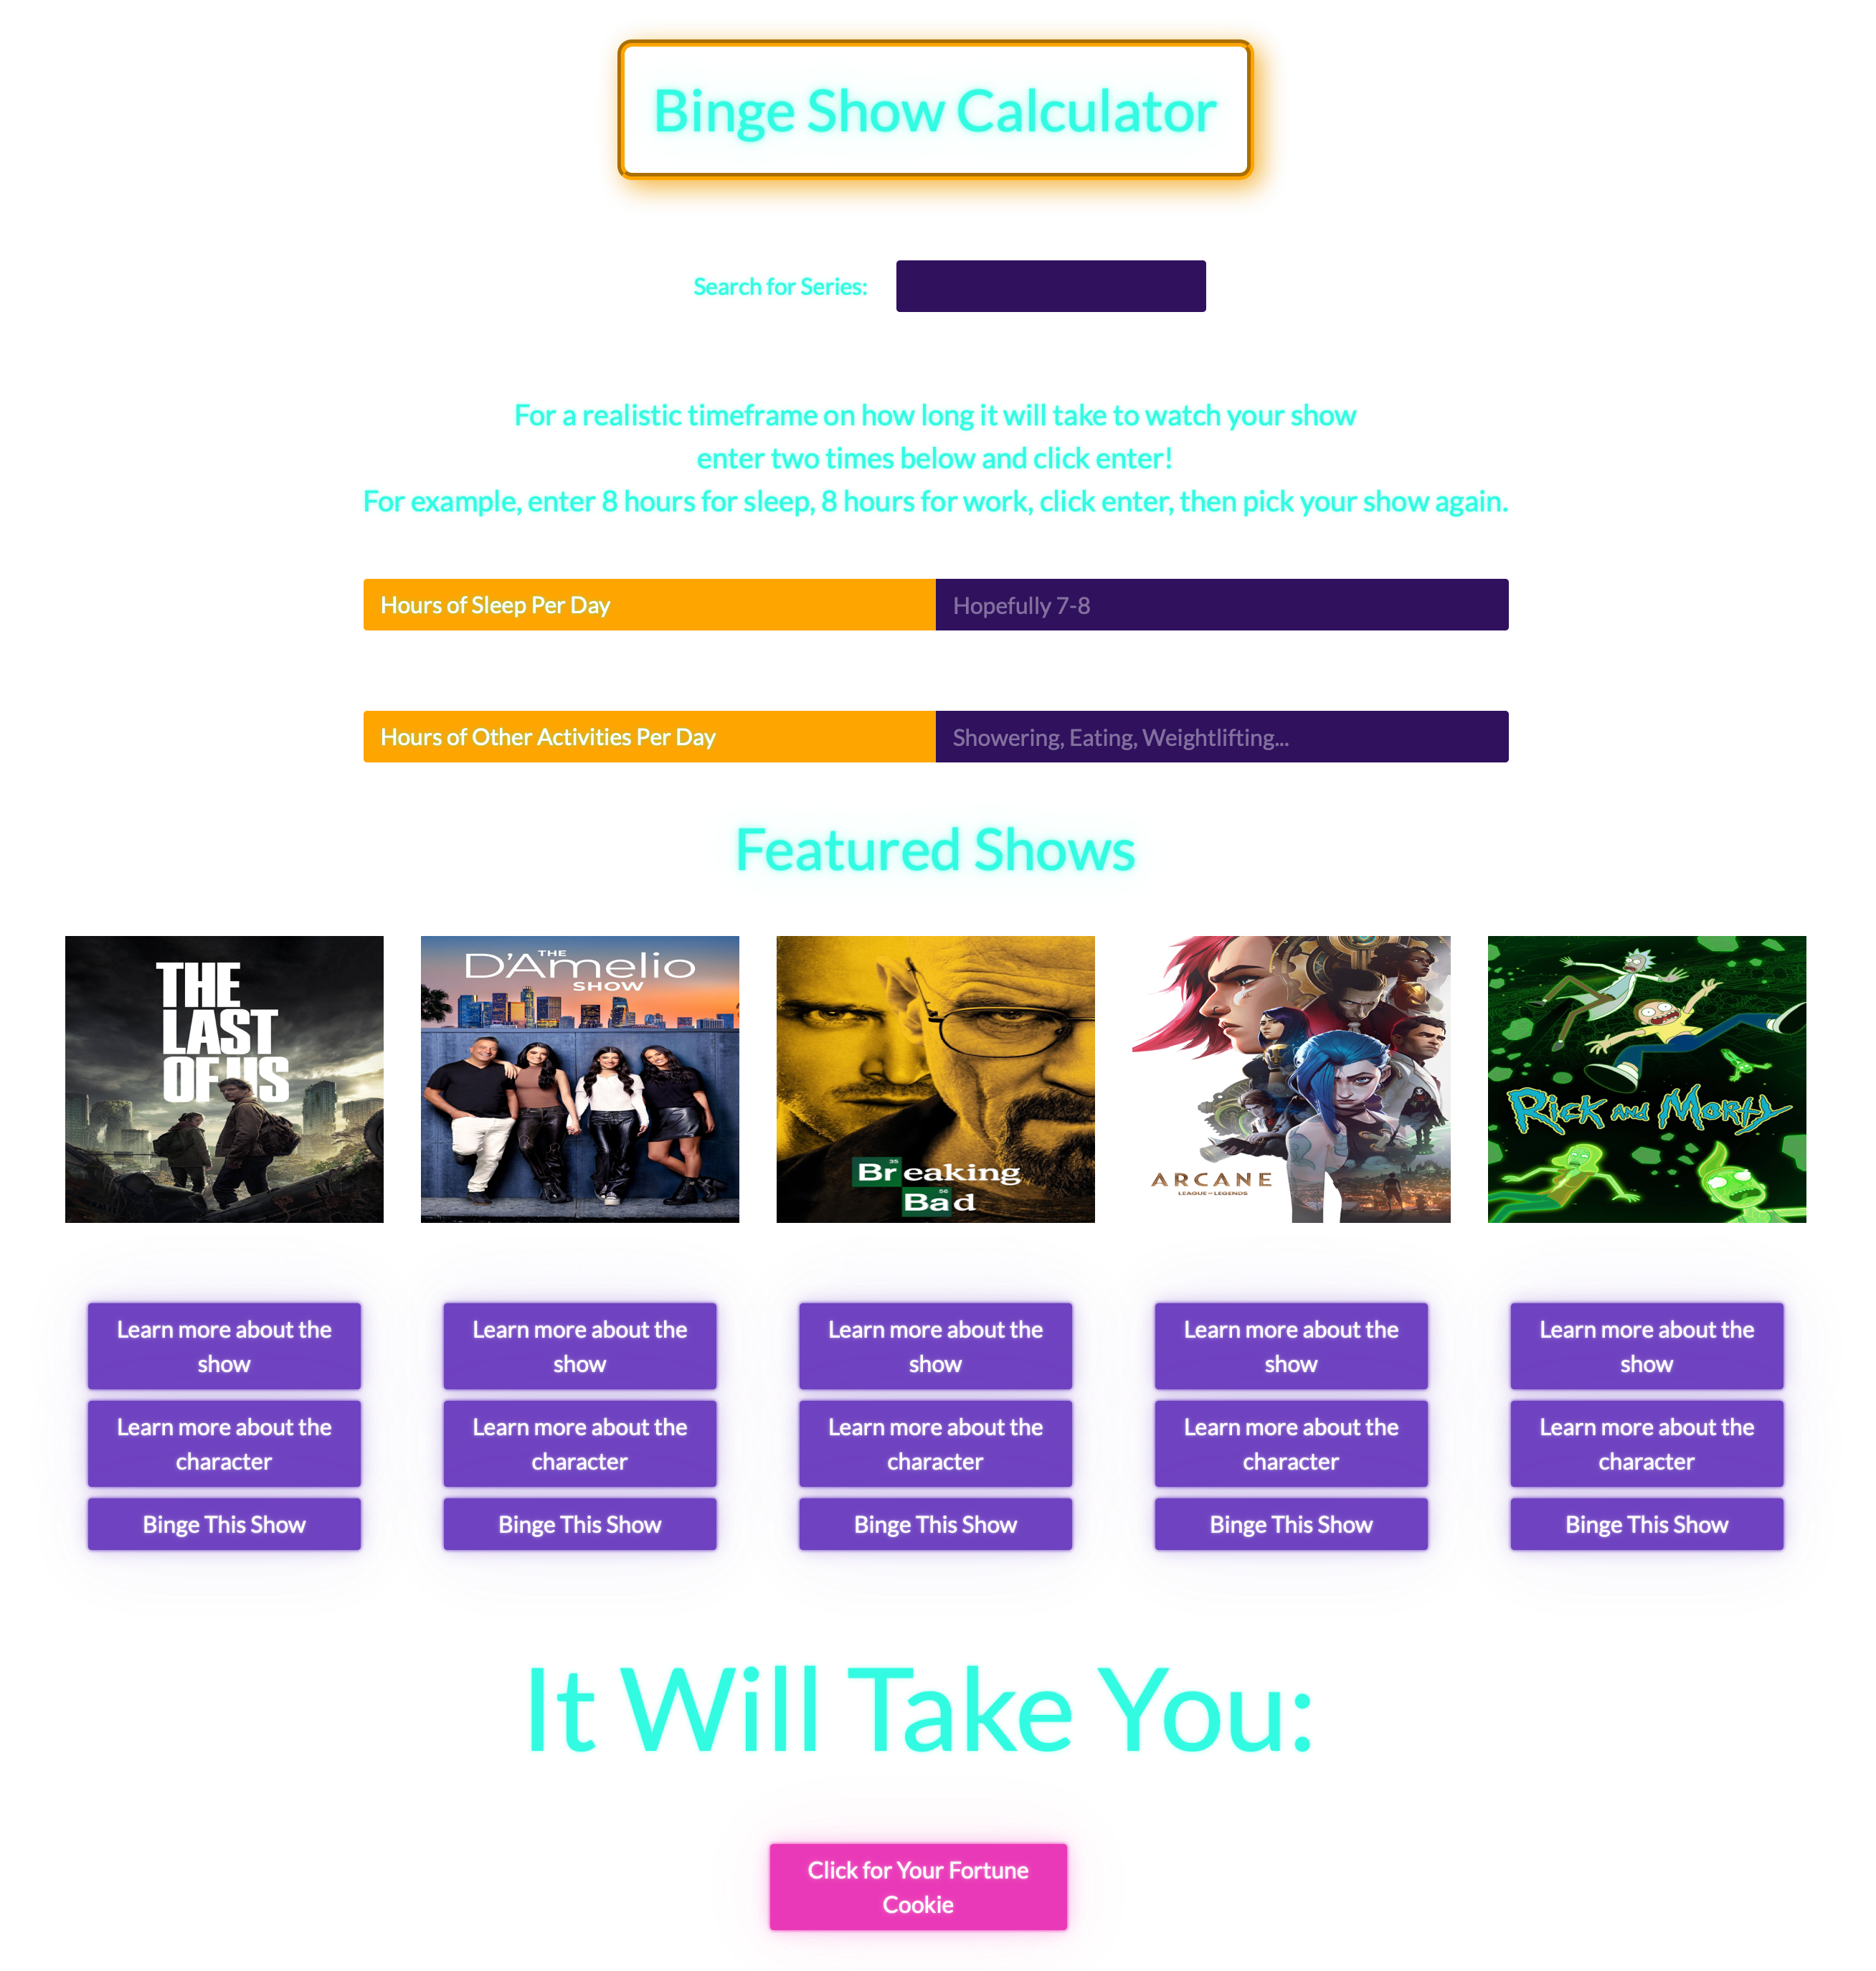 Binge Show Calculator
Search for Series:
For a realistic timeframe on how long it will take to watch your show
enter two times below and click enter!
For example, enter 8 hours for sleep, 8 hours for work, click enter, then pick your show again.
Hours of Sleep Per Day
Hopefully 7-8
Hours of Other Activities Per Day
Showering, Eating, Weightlifting...
Featured Shows
THE
LAST
OF US
THE
D'Amelio
SHOW
35
Breaking
56
Bad
ARCANE
LEAGUE OF LEGENDS
Rick and Morty
Learn more about the
show
Learn more about the
character
Binge This Show
Learn more about the
show
Learn more about the
character
Binge This Show
Learn more about the
show
Learn more about the
character
Binge This Show
Learn more about the
show
Learn more about the
character
Binge This Show
Learn more about the
show
Learn more about the
character
Binge This Show
It Will Take You:
Click for Your Fortune
Cookie